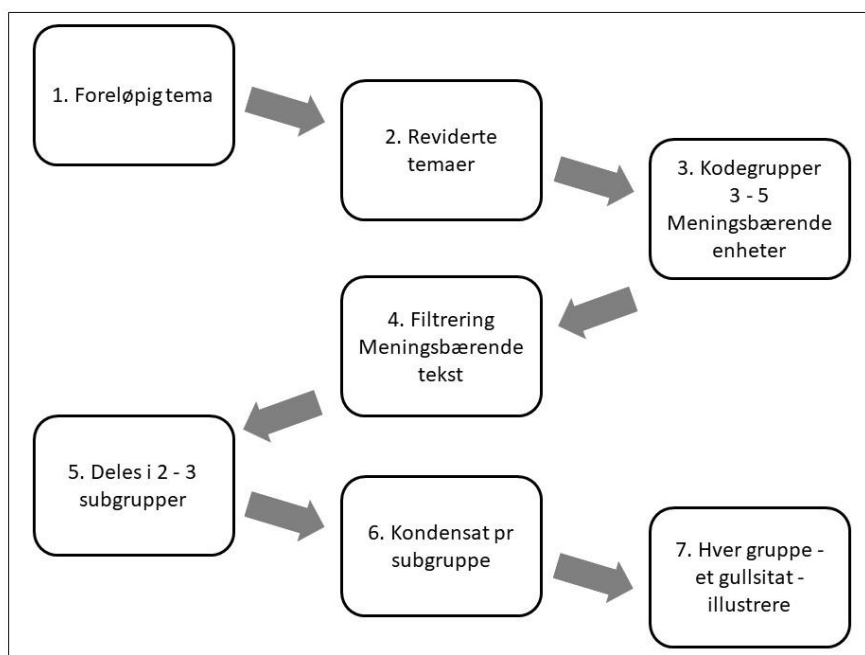 1. Foreløpig tema
2. Reviderte
temaer
3. Kodegrupper
3 - 5
Meningsbærende
enheter
4. Filtrering
Meningsbærende
tekst
5. Deles i 2 - 3
subgrupper
6. Kondensat pr
subgruppe
7. Hver gruppe -
et gullsitat -
illustrere